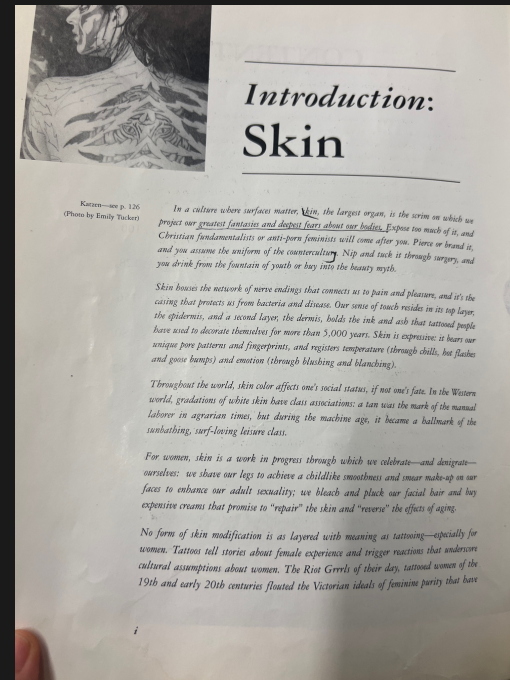 Introduction:
Skin
Katzen—see p. 126
(Photo by Emily Tucker)
In a culture where surfaces matter, skin, the largest organ, is the scrim on which we
project our greatest fantasies and deepest fears about our bodies. Expose too much of it, and
Christian fundamentalists or anti-porn feminists will come after you. Pierce or brand it,
and you assume the uniform of the counterculture. Nip and tuck it through surgery, and
you drink from the fountain of youth or buy into the beauty myth.
Skin houses the network of nerve endings that connects us to pain and pleasure, and it's the
casing that protects us from bacteria and disease. Our sense of touch resides in its top layer,
the epidermis, and a second layer, the dermis, holds the ink and ash that tattooed people
have used to decorate themselves for more than 5,000 years. Skin is expressive: it bears our
unique pore patterns and fingerprints, and registers temperature (through chills, hot flashes
and goose bumps) and emotion (through blushing and blanching).
Throughout the world, skin color affects one's social status, if not one's fate. In the Western
world, gradations of white skin have class associations: a tan was the mark of the manual
laborer in agrarian times, but during the machine age, it became a hallmark of the
sunbathing, surf-loving leisure class.
For women, skin is a work in progress through which we celebrate—and denigrate—
ourselves: we shave our legs to achieve a childlike smoothness and smear make-up on our
faces to enhance our adult sexuality; we bleach and pluck our facial hair and buy
expensive creams that promise to "repair" the skin and "reverse" the effects of aging.
No form of skin modification is as layered with meaning as tattooing—especially for
women. Tattoos tell stories about female experience and trigger reactions that underscore
cultural assumptions about women. The Riot Grrrls of their day, tattooed women of the
19th and early 20th centuries flouted the Victorian ideals of feminine purity that have
i